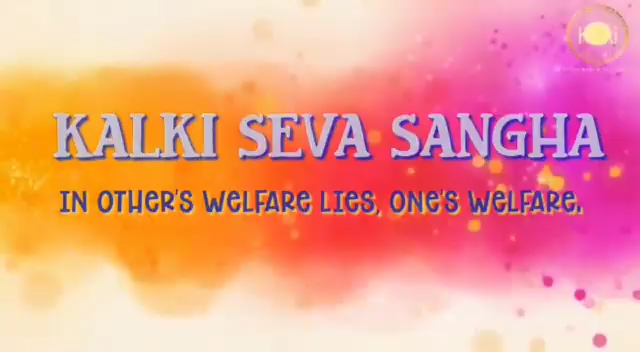 KALKI SEVA SANGHA
IN OTHER'S WELFARE LIES, ONE'S WELFARE.